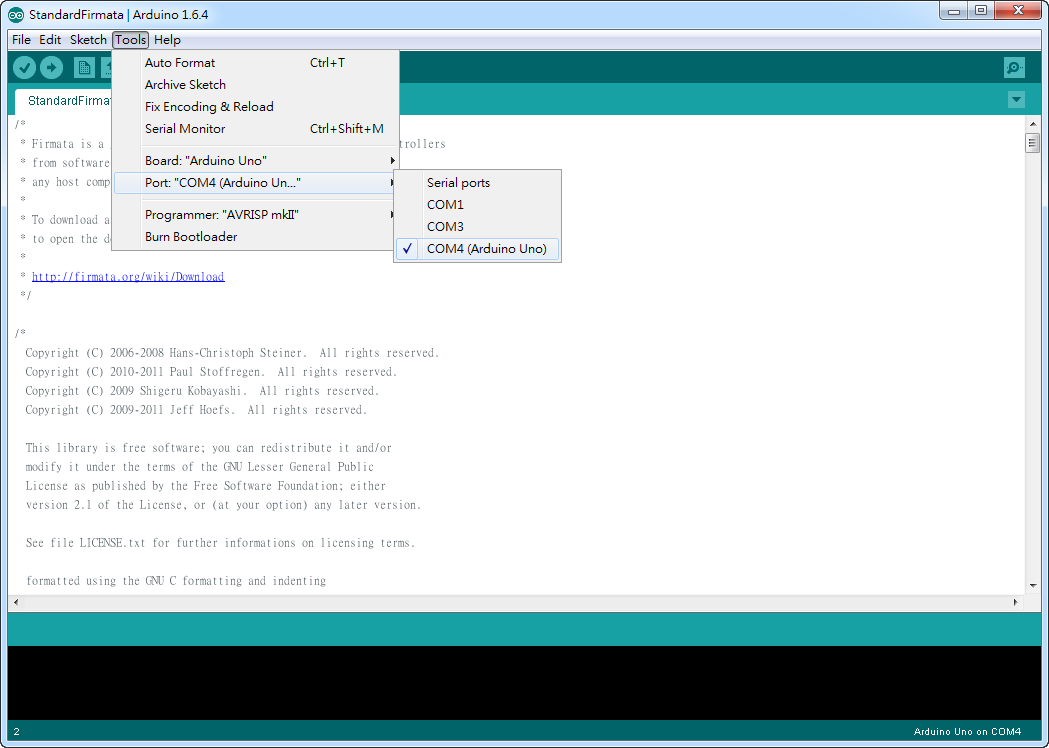 StandardFirmata | Arduino 1.6.4
File Edit Sketch Tools Help
Auto Format Ctrl+T
Archive Sketch
Fix Encoding & Reload
Serial Monitor Ctrl+Shift+M
Board: "Arduino Uno"
Port: "COM4 (Arduino Un..."
Programmer: "AVRISP mkII"
Burn Bootloader
Serial ports
COM1
COM3
COM4 (Arduino Uno)
StandardFirma
/*
* Firmata is a
* from software
* any host comp
*
* To download a
* to open the d
*
* http://firmata.org/wiki/Download
*/
/*
Copyright (C) 2006-2008 Hans-Christoph Steiner. All rights reserved.
Copyright (C) 2010-2011 Paul Stoffregen. All rights reserved.
Copyright (C) 2009 Shigeru Kobayashi. All rights reserved.
Copyright (C) 2009-2011 Jeff Hoefs. All rights reserved.
This library is free software; you can redistribute it and/or
modify it under the terms of the GNU Lesser General Public
License as published by the Free Software Foundation; either
version 2.1 of the License, or (at your option) any later version.
See file LICENSE.txt for further informations on licensing terms.
formatted using the GNU C formatting and indenting
2
Arduino Uno on COM4